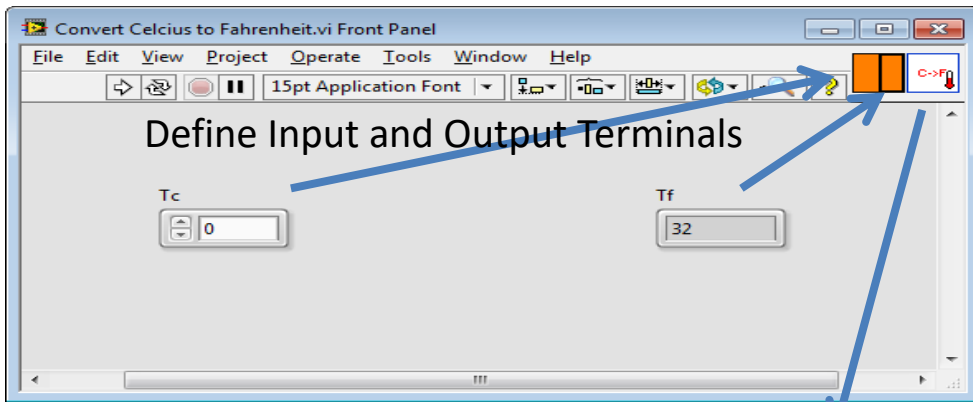 Convert Celcius to Fahrenheit.vi Front Panel
File Edit View Project Operate Tools Window Help
15pt Application Font
C->F
Define Input and Output Terminals
Tc Tf
0 32